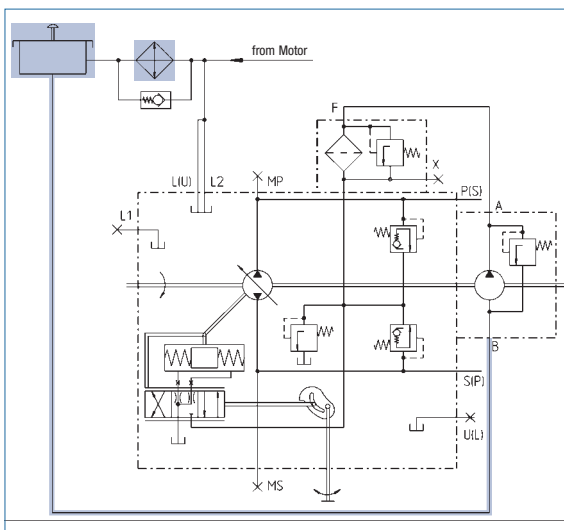 from Motor
F
X
L(U) L2
MP
P(S)
A
L1
B
S(P)
U(L)
MS